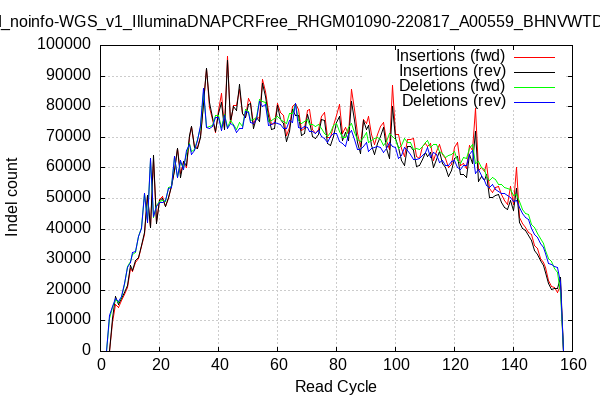 _noinfo-WGS_v1_IlluminaDNAPCRFree_RHGM01090-220817_A00559_BHNVWTD
Insertions (fwd)
Insertions (rev)
Deletions (fwd)
Deletions (rev)
Indel count
100000
90000
80000
70000
60000
50000
40000
30000
20000
10000
0
0 20 40 60 80 100 120 140 160
Read Cycle